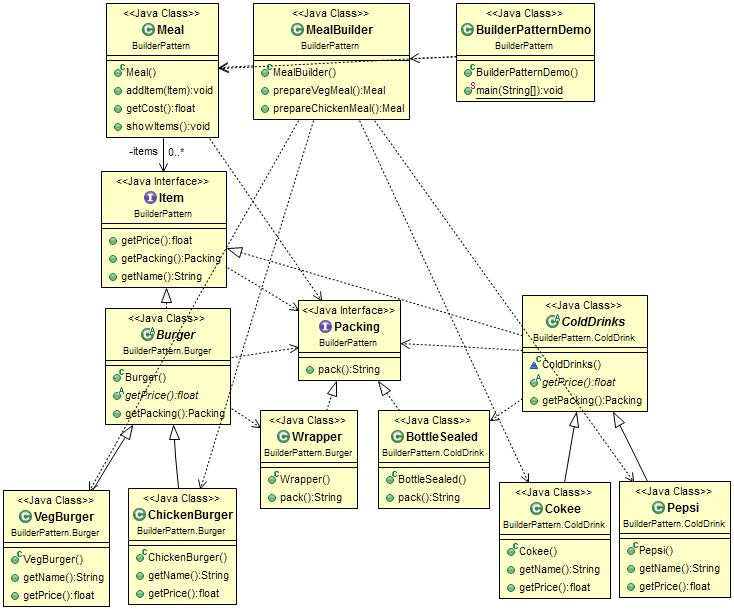 <<Java Class>>
Meal
BuilderPattern
Meal()
addItem(Item):void
getCost():float
showItems():void
<<Java Class>>
MealBuilder
BuilderPattern
MealBuilder()
prepareVegMeal():Meal
prepareChickenMeal():Meal
<<Java Class>>
BuilderPatternDemo
BuilderPattern
BuilderPatternDemo()
main(String[]):void
-items 0..*
<<Java Interface>>
Item
BuilderPattern
getPrice():float
getPacking():Packing
getName():String
<<Java Class>>
Burger
BuilderPattern.Burger
Burger()
getPrice():float
getPacking():Packing
<<Java Interface>>
Packing
BuilderPattern
pack():String
<<Java Class>>
ColdDrinks
BuilderPattern.ColdDrink
ColdDrinks()
getPrice():float
getPacking():Packing
<<Java Class>>
Wrapper
BuilderPattern.Burger
Wrapper()
pack():String
<<Java Class>>
BottleSealed
BuilderPattern.ColdDrink
BottleSealed()
pack():String
<<Java Class>>
VegBurger
BuilderPattern.Burger
VegBurger()
getName():String
getPrice():float
<<Java Class>>
ChickenBurger
BuilderPattern.Burger
ChickenBurger()
getName():String
getPrice():float
<<Java Class>>
Cokee
BuilderPattern.ColdDrink
Cokee()
getName():String
getPrice():float
<<Java Class>>
Pepsi
BuilderPattern.ColdDrink
Pepsi()
getName():String
getPrice():float